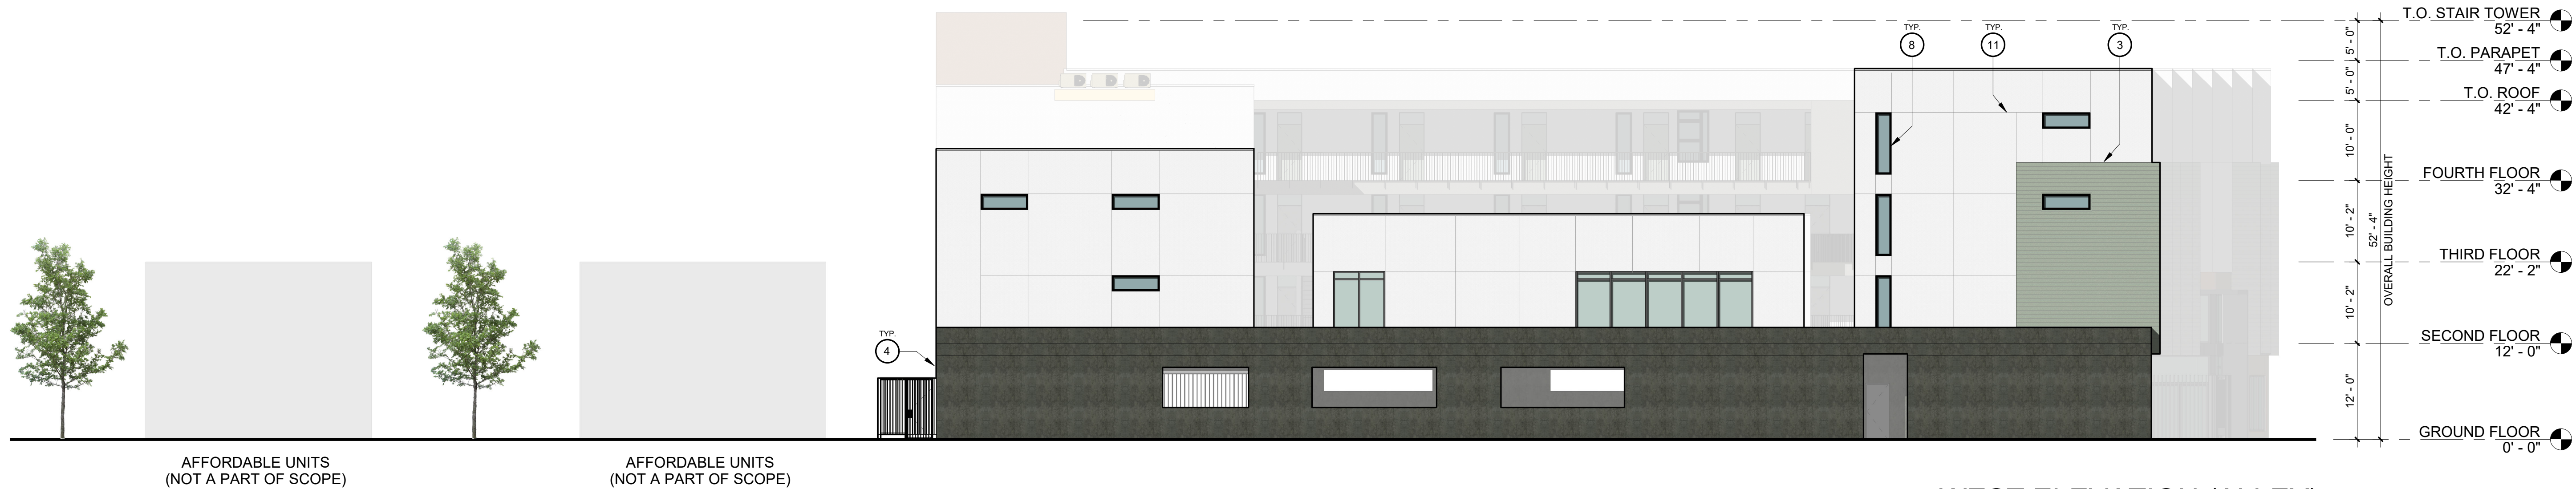 T.O. STAIR TOWER
52' - 4"
T.O. PARAPET
47' - 4"
T.O. ROOF
42' - 4"
FOURTH FLOOR
32' - 4"
THIRD FLOOR
22' - 2"
SECOND FLOOR
12' - 0"
GROUND FLOOR
0' - 0"
5' - 0"
5' - 0"
10' - 0"
10' - 2"
10' - 2"
12' - 0"
52' - 4"
OVERALL BUILDING HEIGHT
TYP.
8
TYP.
11
TYP.
3
TYP.
4
AFFORDABLE UNITS
(NOT A PART OF SCOPE)
AFFORDABLE UNITS
(NOT A PART OF SCOPE)
WEST ELEVATION (ALLEY)